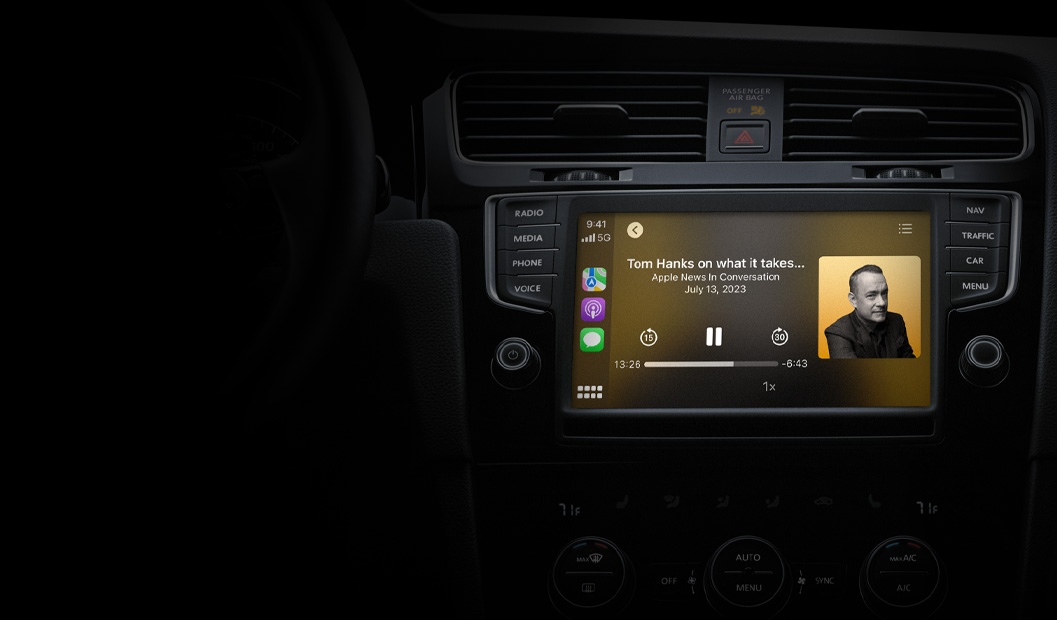 100
PASSENGER
AIR BAG
OFF
RADIO
MEDIA
PHONE
VOICE
9:41
5G
Tom Hanks on what it takes...
Apple News In Conversation
July 13, 2023
15
30
13:26
-6:43
1x
NAV
TRAFFIC
CAR
MENU
MAX
OFF
AUTO
MENU
SYNC
MAX A/C
A/C